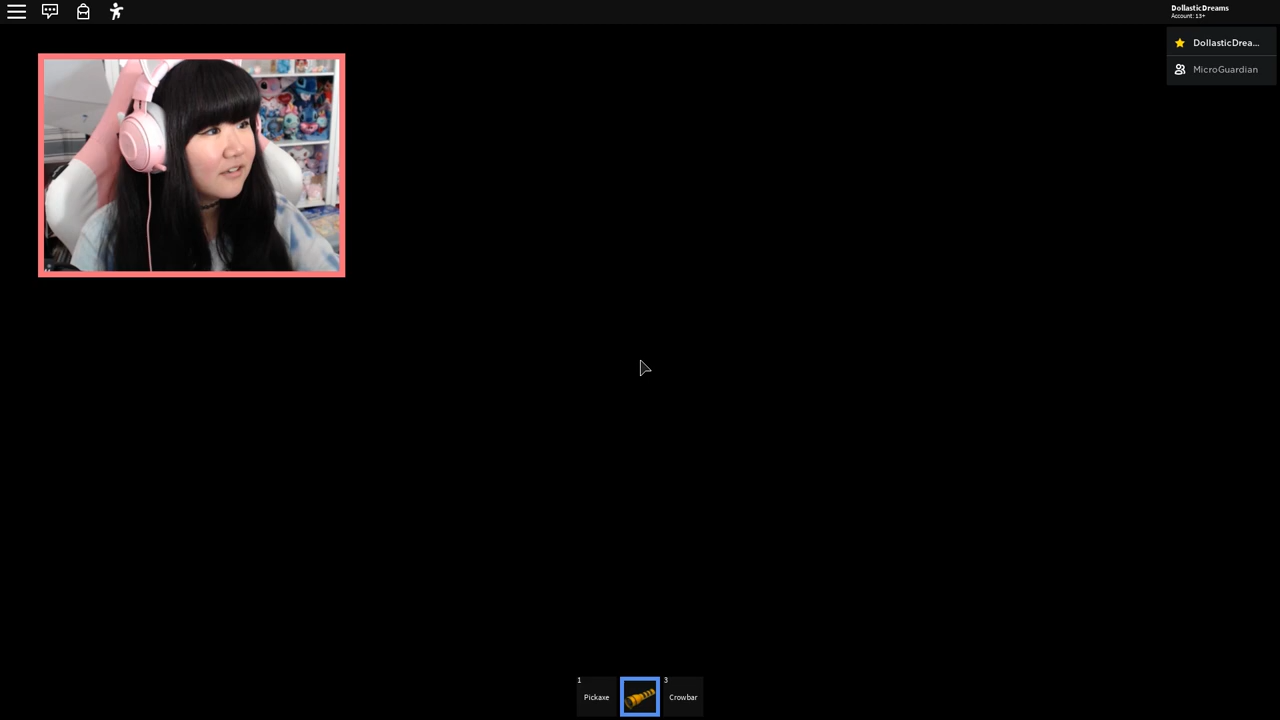 DollasticDreams
Account: 13+
DollasticDrea...
MicroGuardian
1
Pickaxe
3
Crowbar